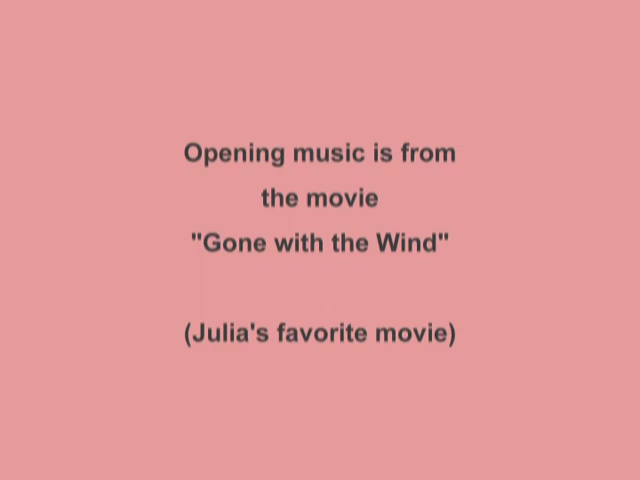 Opening music is from
the movie
"Gone with the Wind"
(Julia's favorite movie)